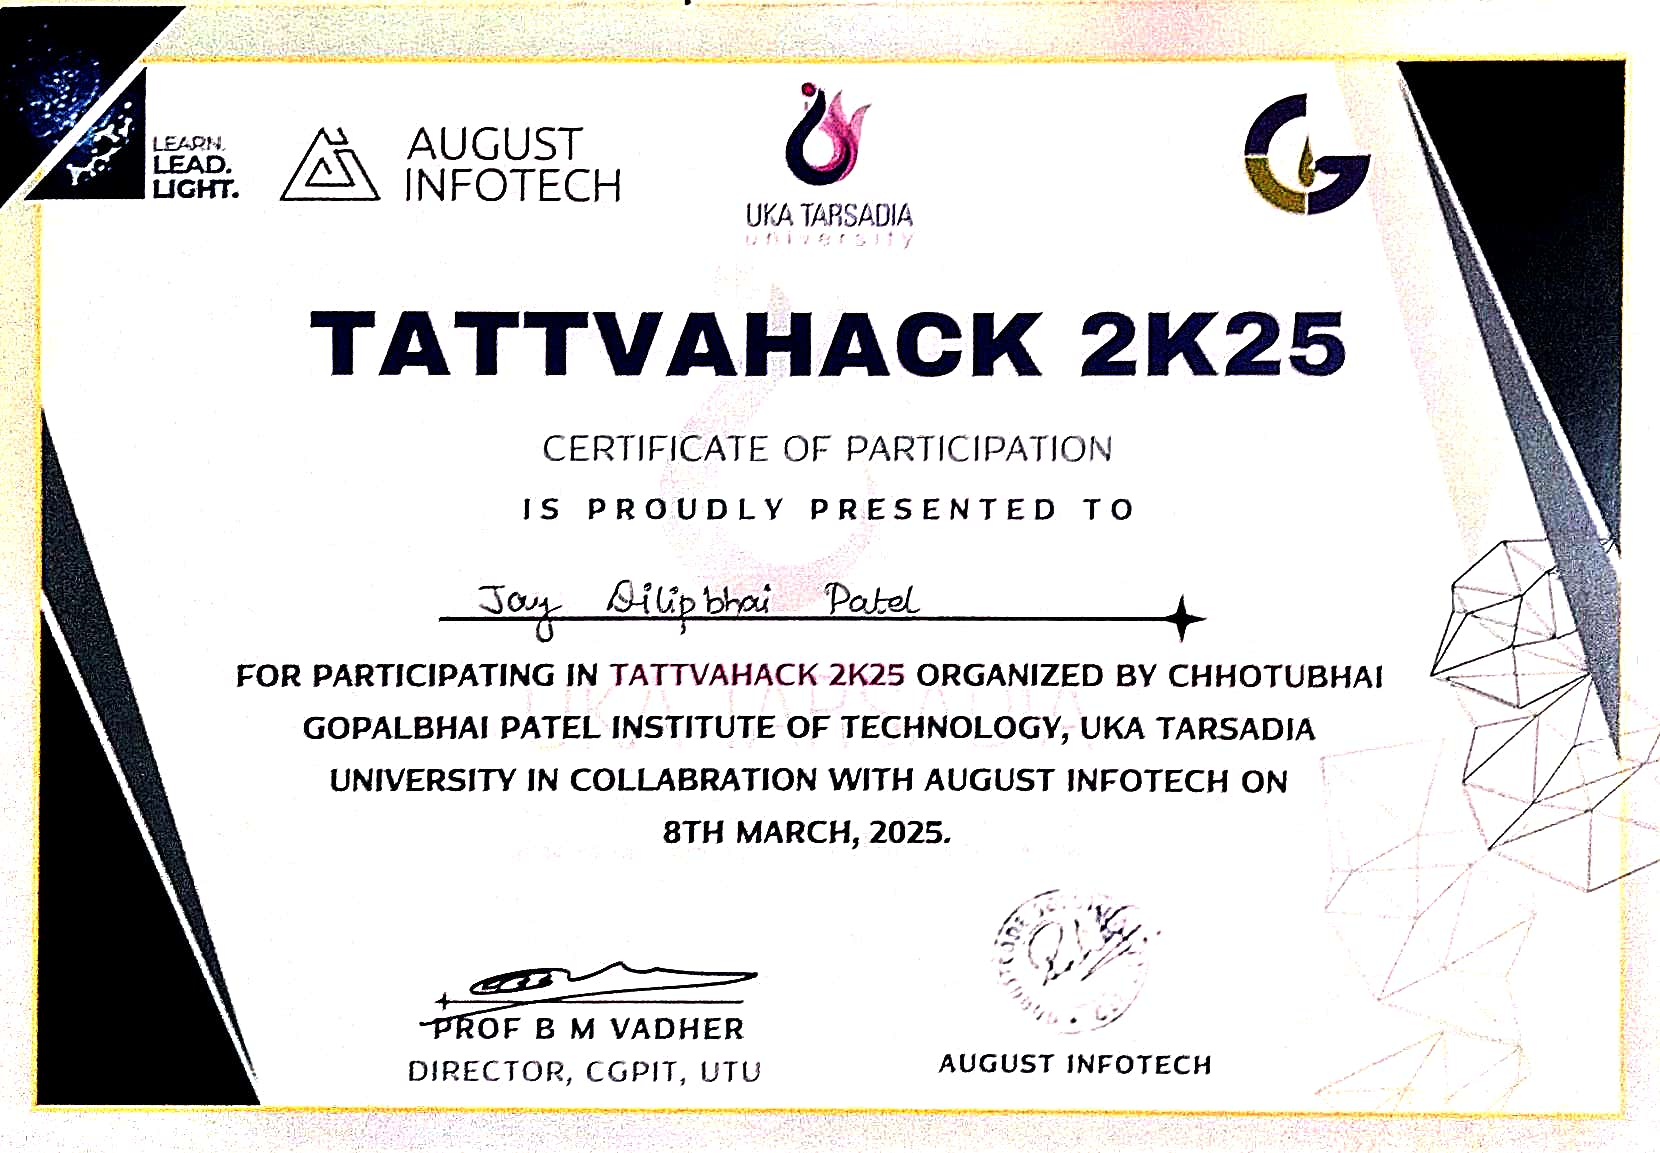 LEARN.
LEAD.
LIGHT.
AUGUST
INFOTECH
UKA TARSADIA
university
TATTVAHACK 2K25
CERTIFICATE OF PARTICIPATION
IS PROUDLY PRESENTED TO
Jay Dilipbhai Patel
FOR PARTICIPATING IN TATTVAHACK 2K25 ORGANIZED BY CHHOTUBHAI
GOPALBHAI PATEL INSTITUTE OF TECHNOLOGY, UKA TARSADIA
UNIVERSITY IN COLLABRATION WITH AUGUST INFOTECH ON
8TH MARCH, 2025.
PROF B M VADHER
DIRECTOR, CGPIT, UTU
AUGUST INFOTECH